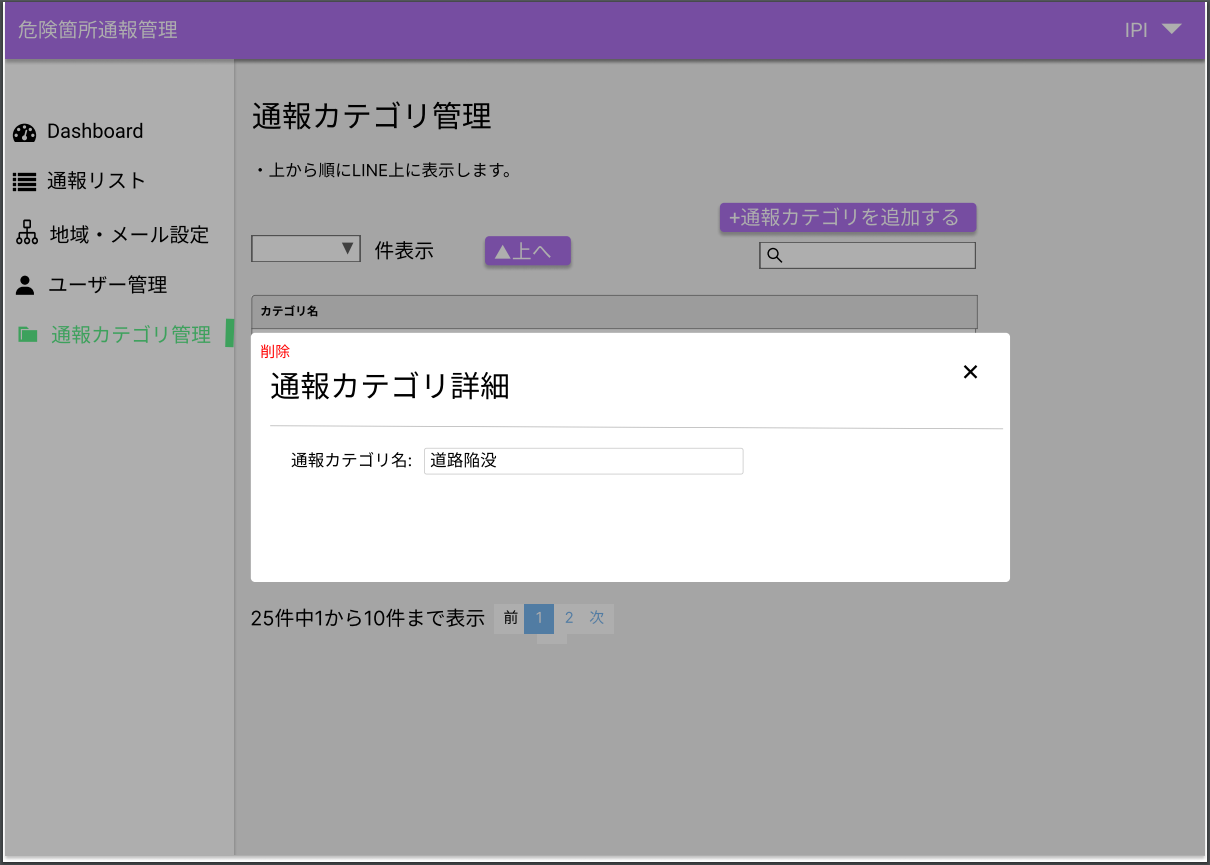 危険箇所通報管理
IPI
Dashboard
通報リスト
地域・メール設定
ユーザー管理
通報カテゴリ管理
通報カテゴリ管理
・上から順にLINE上に表示します。
+通報カテゴリを追加する
件表示
▲上へ
カテゴリ名
削除
通報カテゴリ詳細
通報カテゴリ名:
道路陥没
25件中1から10件まで表示
前 1 2 次